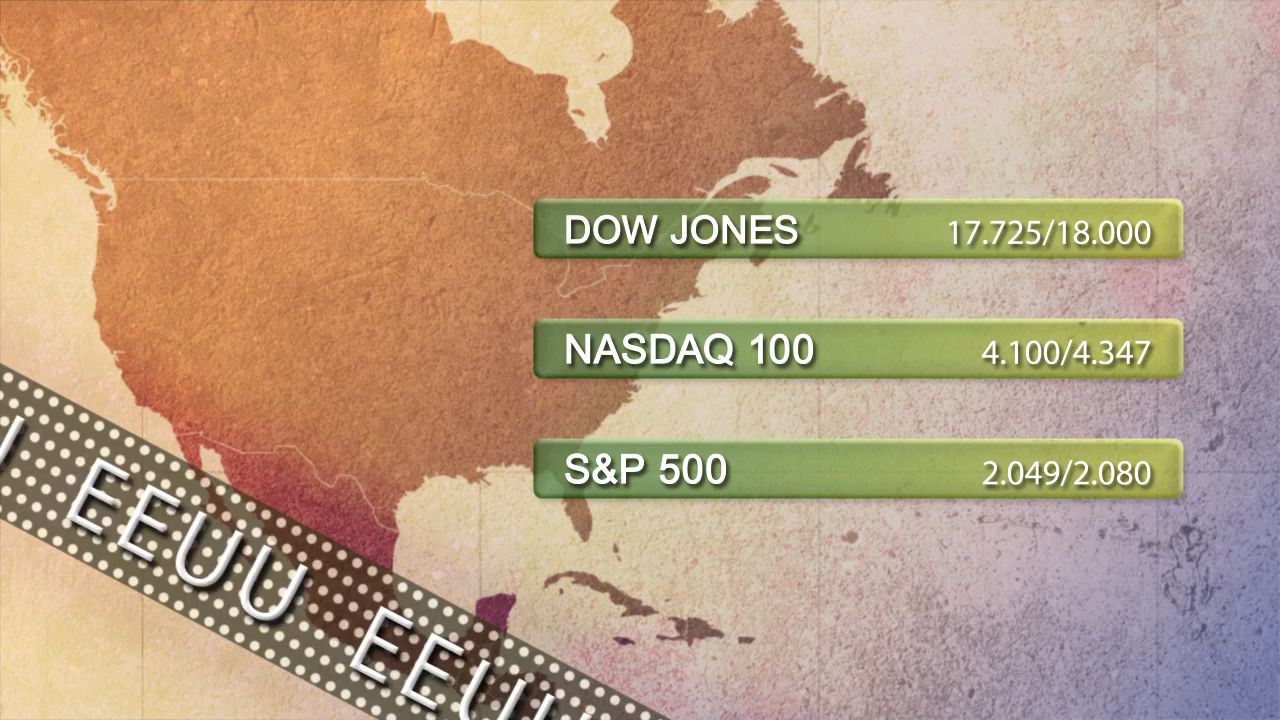 DOW JONES 17.725/18.000
NASDAQ 100 4.100/4.347
S&P 500 2.049/2.080
EEUU EEUU